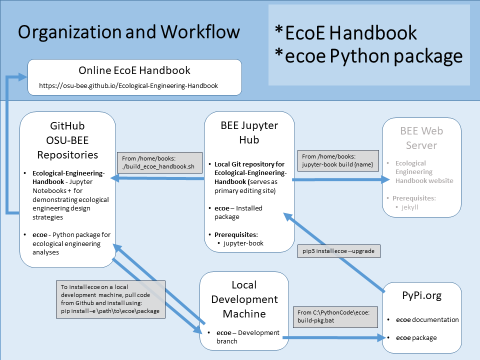 Organization and Workflow
*EcoE Handbook
*ecoe Python package
Online EcoE Handbook
https://osu-bee.github.io/Ecological-Engineering-Handbook
GitHub
OSU-BEE
Repositories
• Ecological-Engineering-
Handbook - Jupyter
Notebooks + for
demonstrating ecological
engineering design
strategies
• ecoe - Python package for
ecological engineering
analyses
From /home/books:
./build_ecoe_handbook.sh
BEE Jupyter
Hub
• Local Git repository for
Ecological-Engineering-
Handbook (serves as
primary editing site)
• ecoe – Installed
package
• Prerequisites:
• jupyter-book
From /home/books:
jupyter-book build {name}
BEE Web
Server
• Ecological
Engineering
Handbook website
• Prerequisites:
• jekyll
pip3 install ecoe --upgrade
To install ecoe on a local
development machine, pull code
from Github and install using:
pip install –e \path\to\ecoe\package
Local
Development
Machine
• ecoe – Development
branch
From C:\PythonCode\ecoe:
build-pkg.bat
PyPi.org
• ecoe documentation
• ecoe package